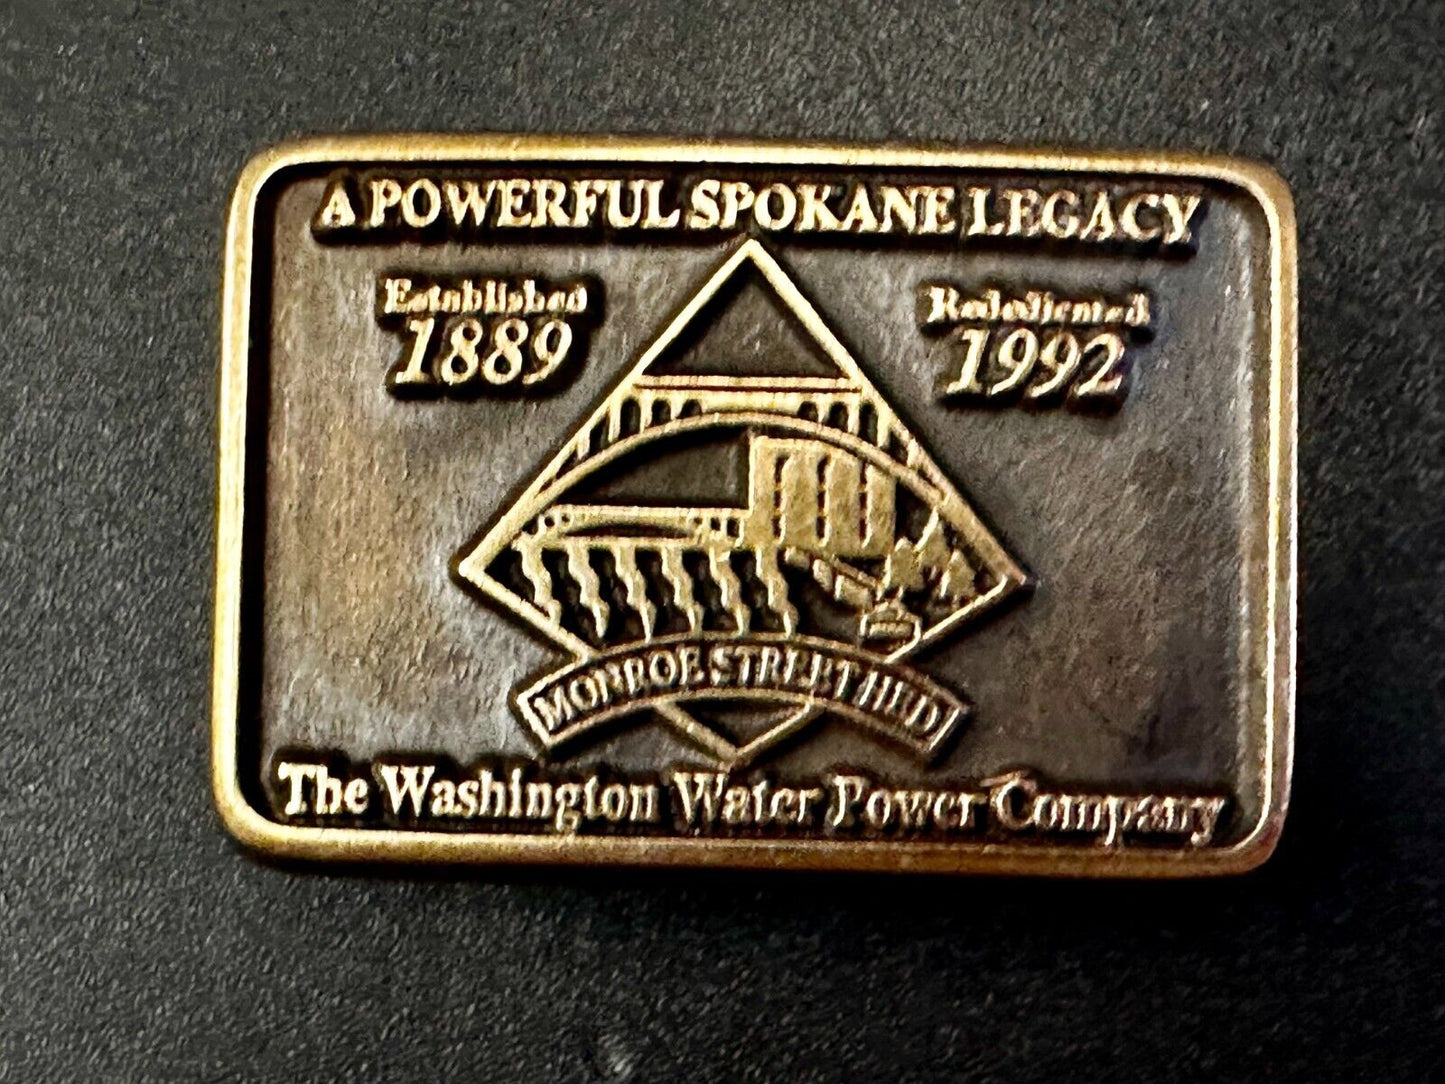 A POWERFUL SPOKANE LEGACY
Established
1889
Rededicated
1992
MONROE STREET HED
The Washington Water Power Company